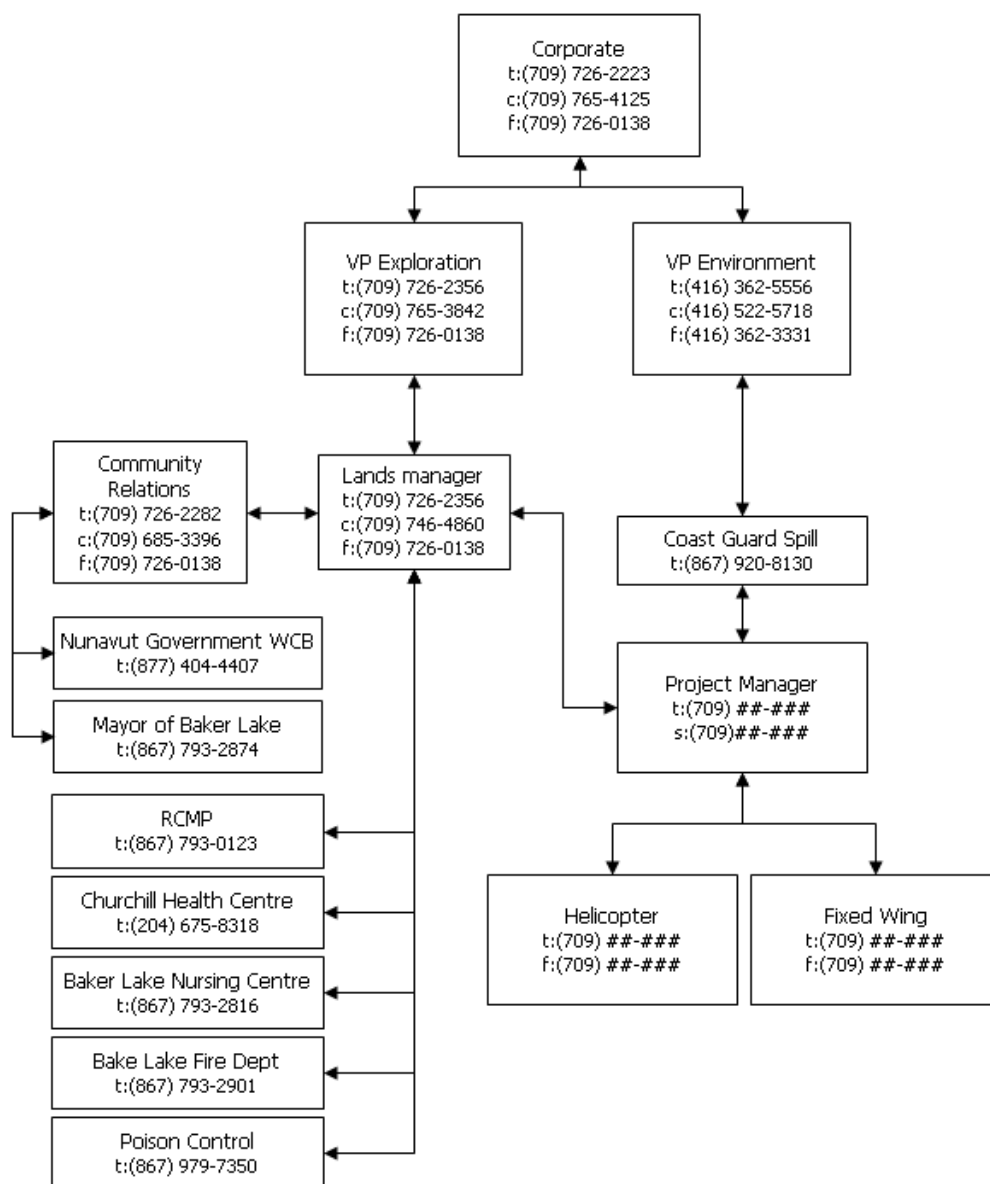 Corporate
t:(709) 726-2223
c:(709) 765-4125
f:(709) 726-0138
VP Exploration
t:(709) 726-2356
c:(709) 765-3842
f:(709) 726-0138
VP Environment
t:(416) 362-5556
c:(416) 522-5718
f:(416) 362-3331
Community
Relations
t:(709) 726-2282
c:(709) 685-3396
f:(709) 726-0138
Lands manager
t:(709) 726-2356
c:(709) 746-4860
f:(709) 726-0138
Coast Guard Spill
t:(867) 920-8130
Nunavut Government WCB
t:(877) 404-4407
Mayor of Baker Lake
t:(867) 793-2874
Project Manager
t:(709) ##-###
s:(709)##-###
RCMP
t:(867) 793-0123
Churchill Health Centre
t:(204) 675-8318
Baker Lake Nursing Centre
t:(867) 793-2816
Bake Lake Fire Dept
t:(867) 793-2901
Poison Control
t:(867) 979-7350
Helicopter
t:(709) ##-###
f:(709) ##-###
Fixed Wing
t:(709) ##-###
f:(709) ##-###